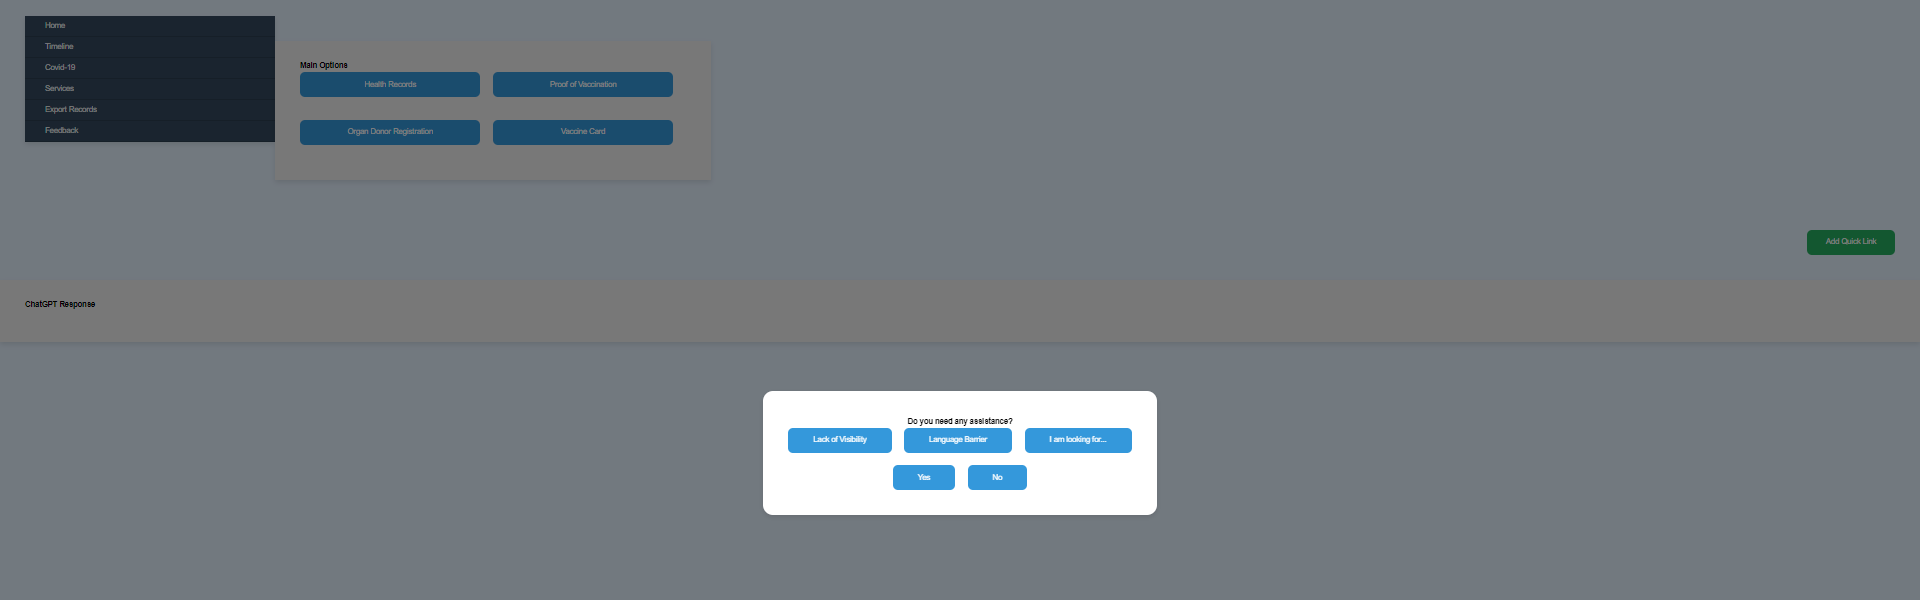 Home
Timeline
Covid-19
Services
Export Records
Feedback
Main Options
Health Records
Proof of Vaccination
Organ Donor Registration
Vaccine Card
Add Quick Link
ChatGPT Response
Do you need any assistance?
Lack of Visibility
Language Barrier
I am looking for...
Yes
No